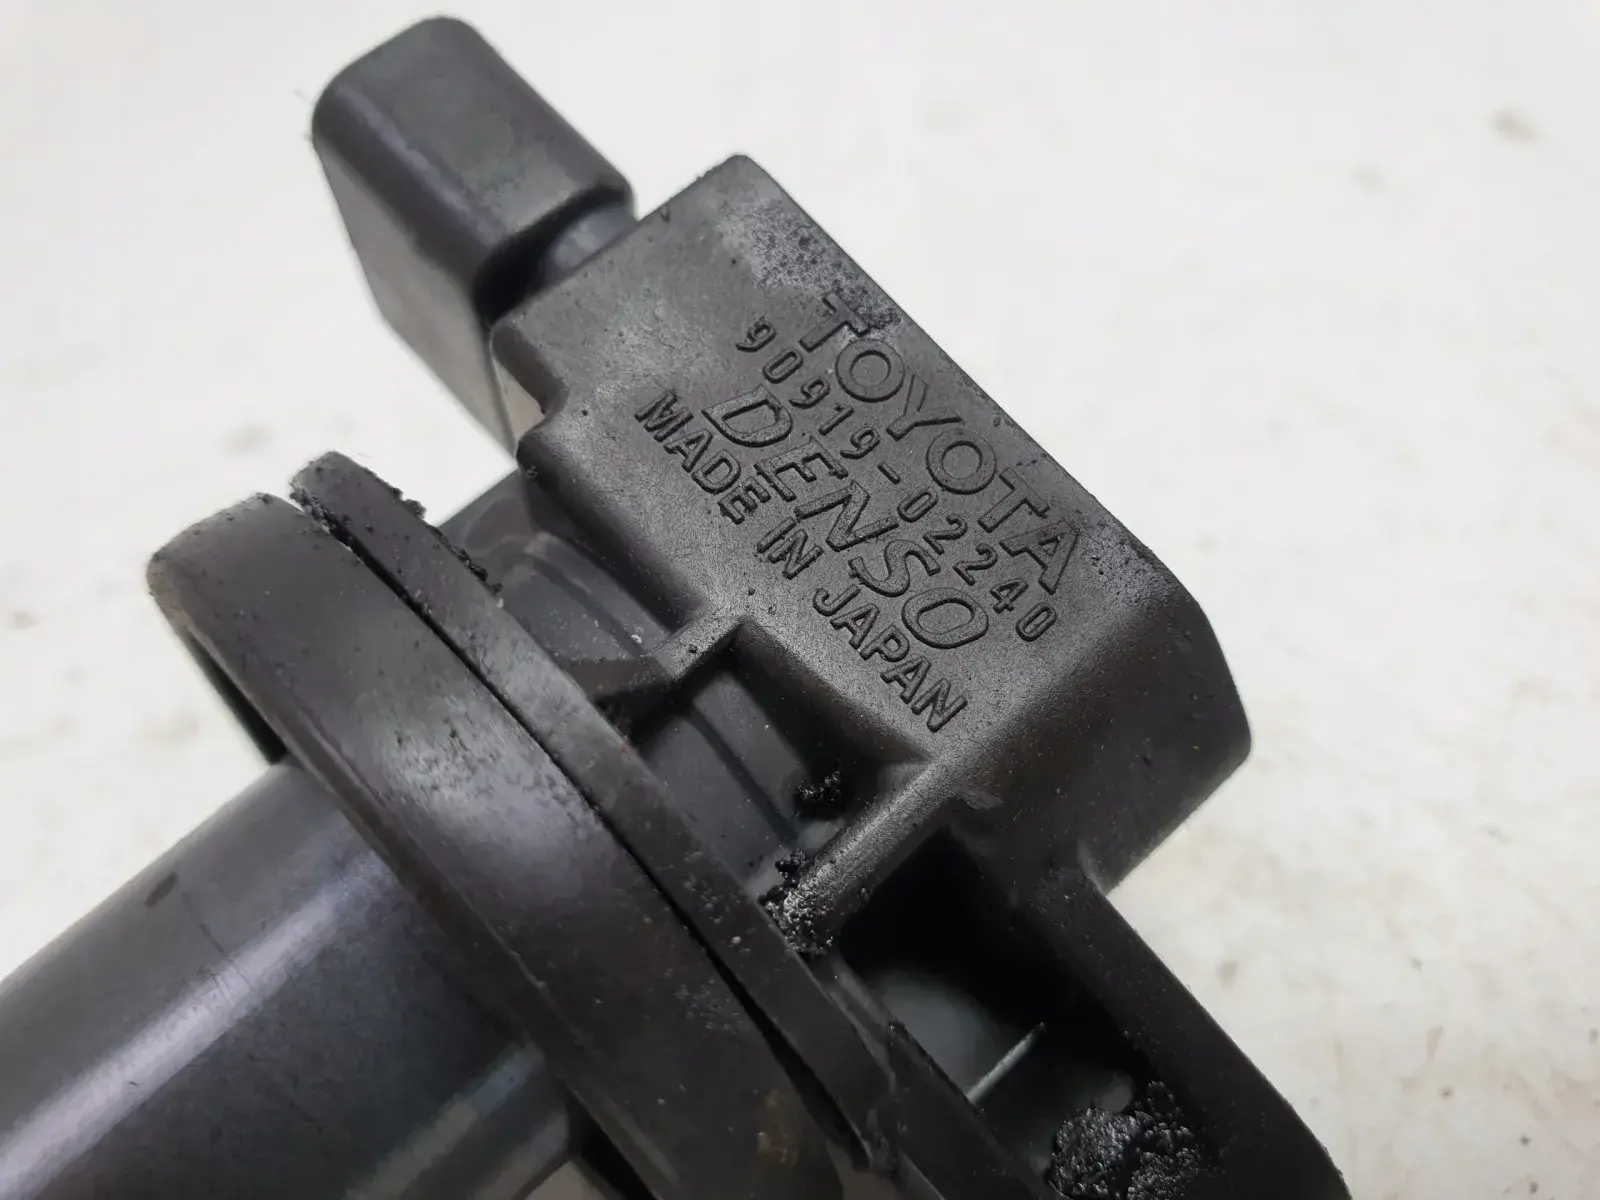 TOYOTA
90919-02240
DENSO
MADE IN JAPAN